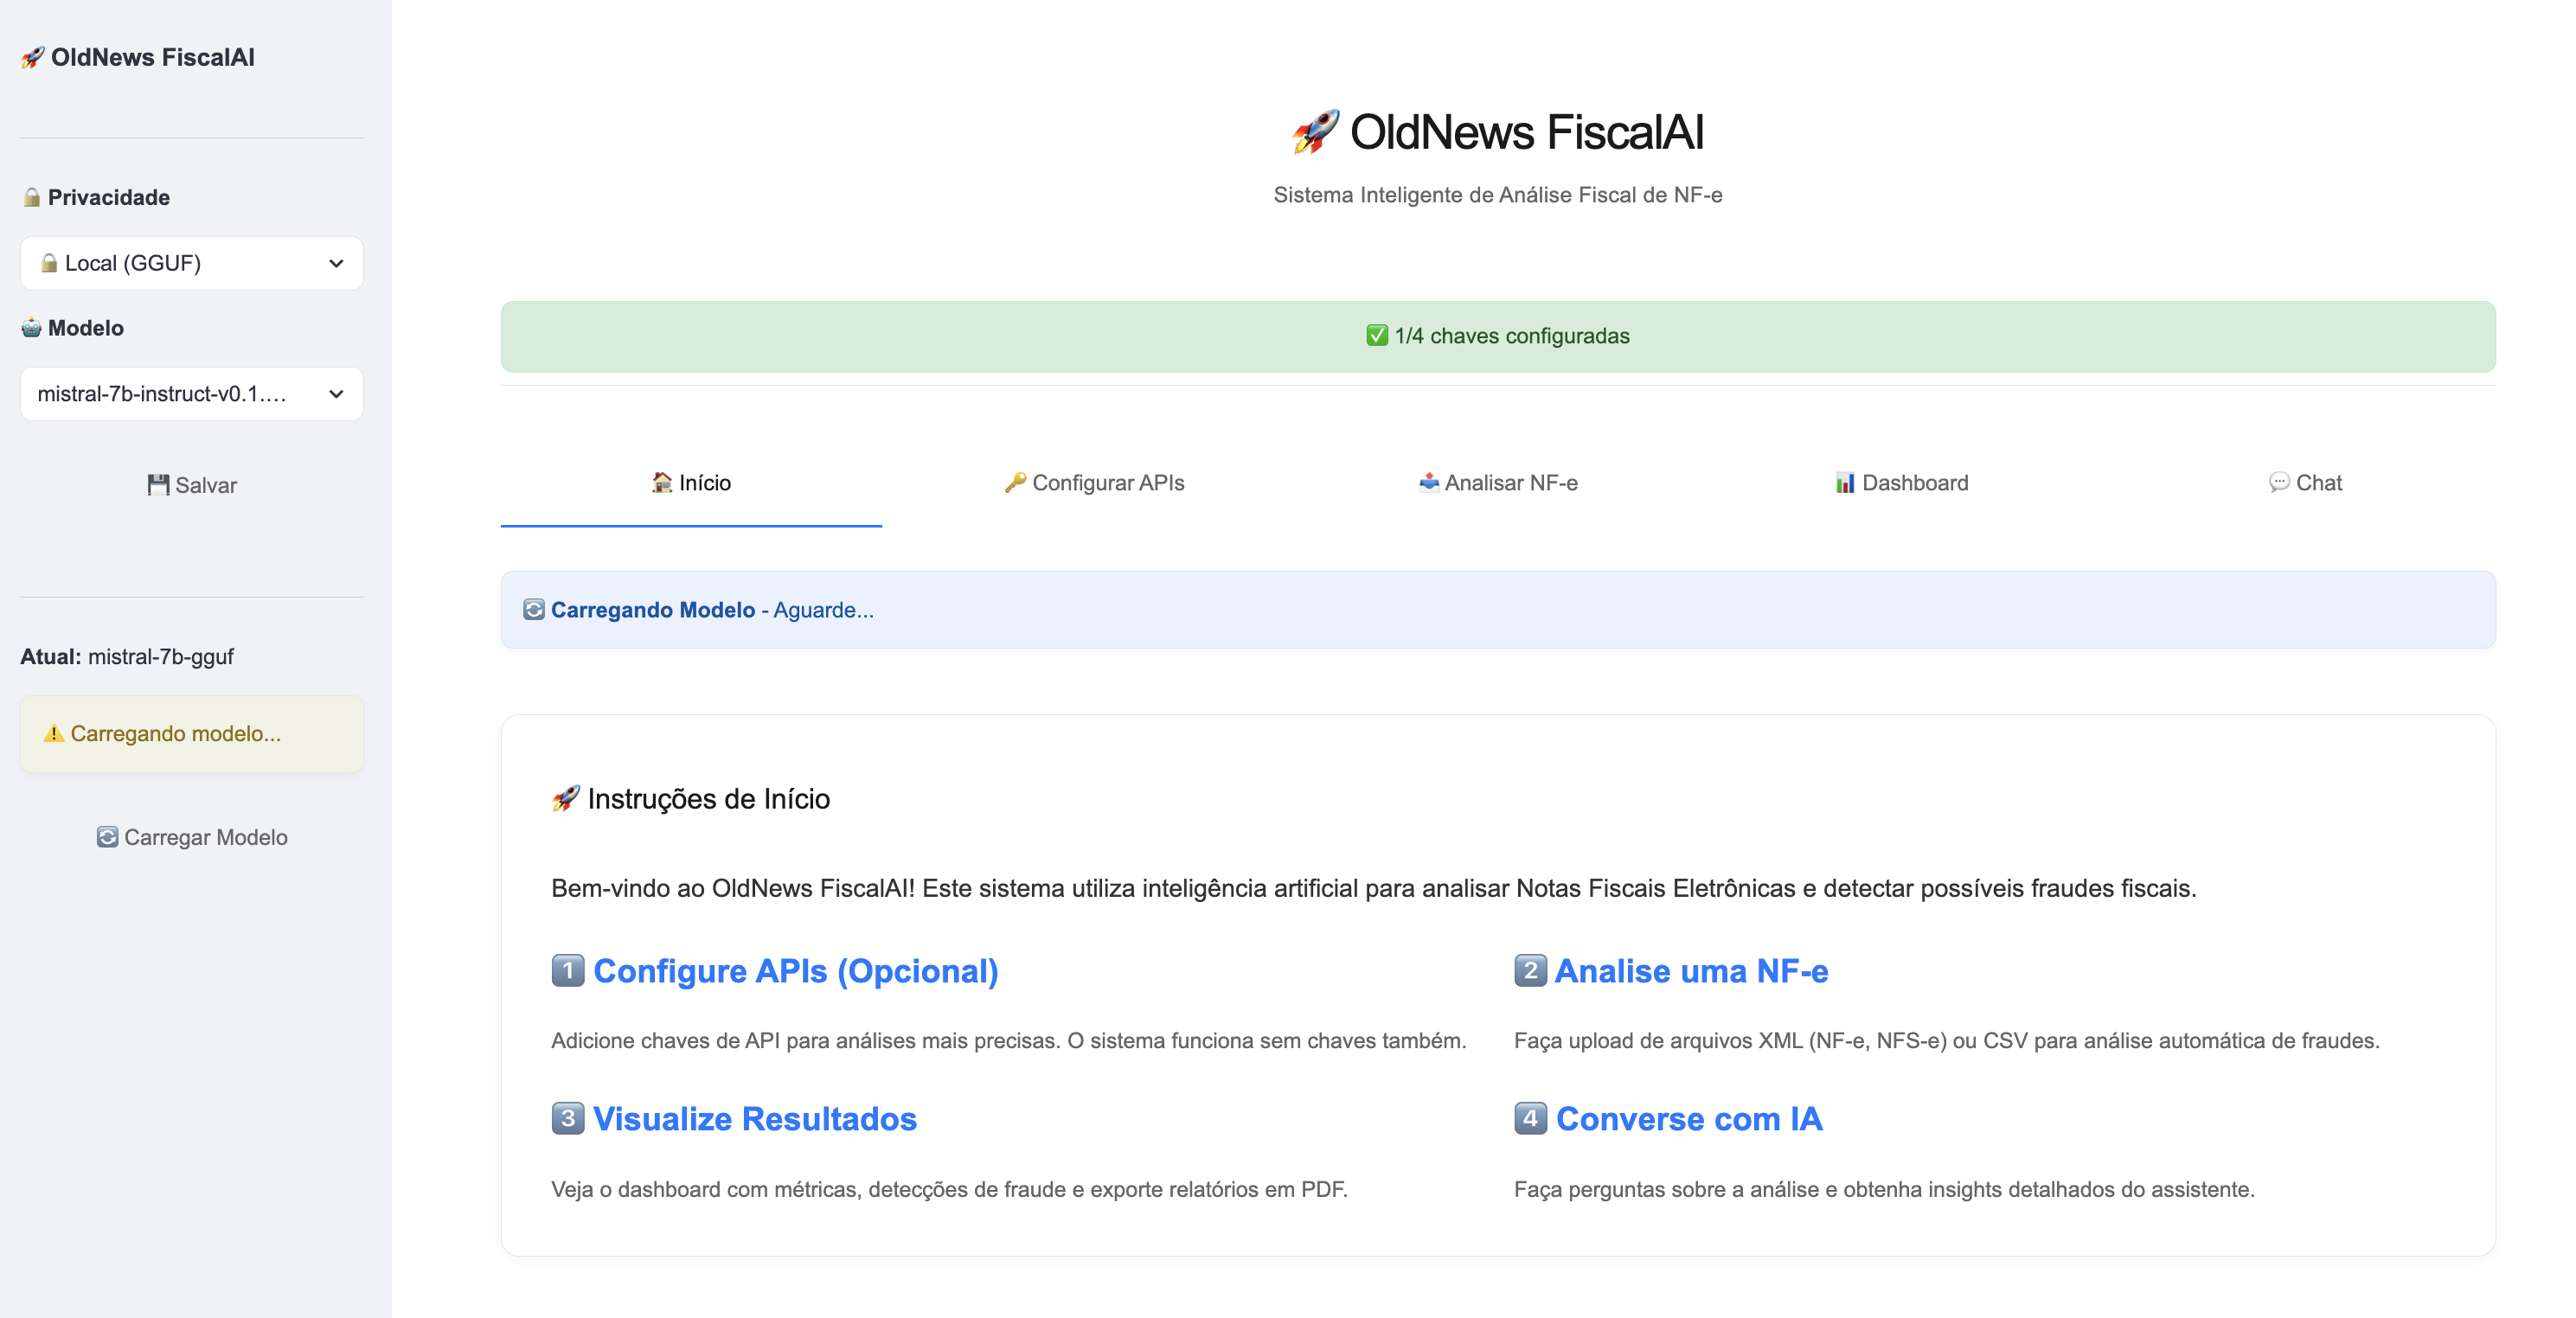 🚀 OldNews FiscalAI
🔒 Privacidade
🔒 Local (GGUF)
🤖 Modelo
mistral-7b-instruct-v0.1.…
💾 Salvar
Atual: mistral-7b-gguf
⚠️ Carregando modelo...
🔄 Carregar Modelo
🚀 OldNews FiscalAI
Sistema Inteligente de Análise Fiscal de NF-e
✅ 1/4 chaves configuradas
🏠 Início
🔑 Configurar APIs
📤 Analisar NF-e
📊 Dashboard
💬 Chat
🔄 Carregando Modelo - Aguarde...
🚀 Instruções de Início
Bem-vindo ao OldNews FiscalAI! Este sistema utiliza inteligência artificial para analisar Notas Fiscais Eletrônicas e detectar possíveis fraudes fiscais.
1️⃣ Configure APIs (Opcional)
Adicione chaves de API para análises mais precisas. O sistema funciona sem chaves também.
2️⃣ Analise uma NF-e
Faça upload de arquivos XML (NF-e, NFS-e) ou CSV para análise automática de fraudes.
3️⃣ Visualize Resultados
Veja o dashboard com métricas, detecções de fraude e exporte relatórios em PDF.
4️⃣ Converse com IA
Faça perguntas sobre a análise e obtenha insights detalhados do assistente.